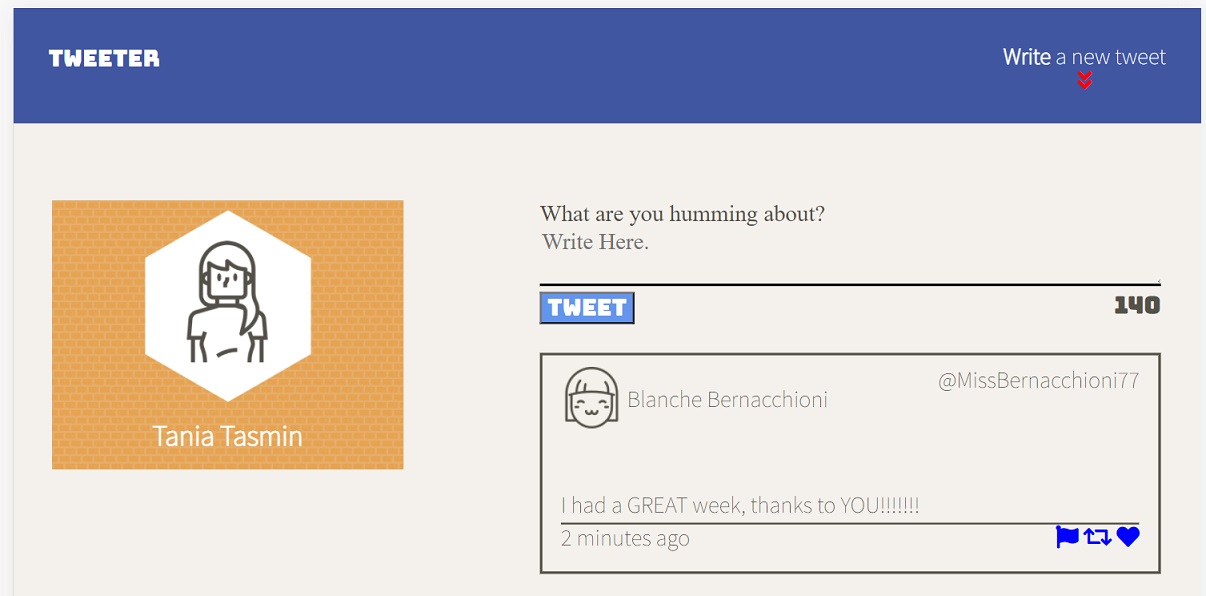 TWEETER
Write a new tweet
Tania Tasmin
What are you humming about?
Write Here.
TWEET
140
Blanche Bernacchioni
@MissBernacchioni77
I had a GREAT week, thanks to YOU!!!!!!!
2 minutes ago